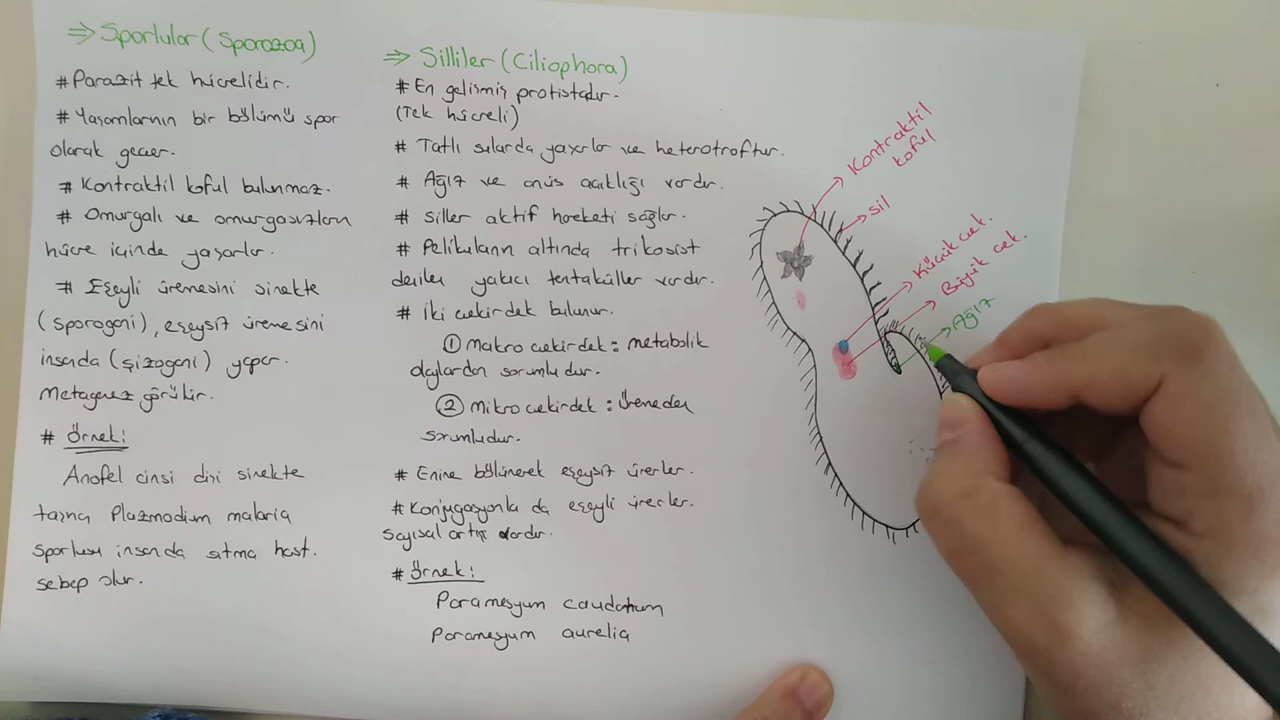 ⇒ Sporlular (Sporozoa)
# Parazit tek hücrelidir.
# Yaşamlarının bir bölümü spor
olarak geçer.
# Kontraktil koful bulunmaz.
# Omurgalı ve omurgasızların
hücre içinde yaşarlar.
# Eşeyli üremesini sinekte
(sporogoni), eşeysiz üremesini
insanda (şizogoni) yapar.
Metagenez görülür.
# Örnek:
Anofel cinsi dişi sinekte
taşınan Plazmodium malaria
sporlusu insanda sıtma hast.
sebep olur.
⇒ Silliler (Ciliophora)
# En gelişmiş protistadır.
(Tek hücreli)
# Tatlı sularda yaşarlar ve heterotroftur.
# Ağız ve anüs açıklığı vardır.
# Siller aktif hareketi sağlar.
# Pelikulanın altında trikosist
denilen yakıcı tentaküller vardır.
# İki çekirdek bulunur.
① Makro çekirdek: metabolik
olaylardan sorumludur.
② Mikro çekirdek: üremeden
sorumludur.
# Enine bölünerek eşeysiz ürerler.
# Konjugasyonla da eşeyli ürerler.
Sayısal artış vardır.
# Örnek:
Paramesyum caudatum
Paramesyum aurelia
Kontraktil
koful
sil
Küçük çek.
Büyük çek.
Ağız